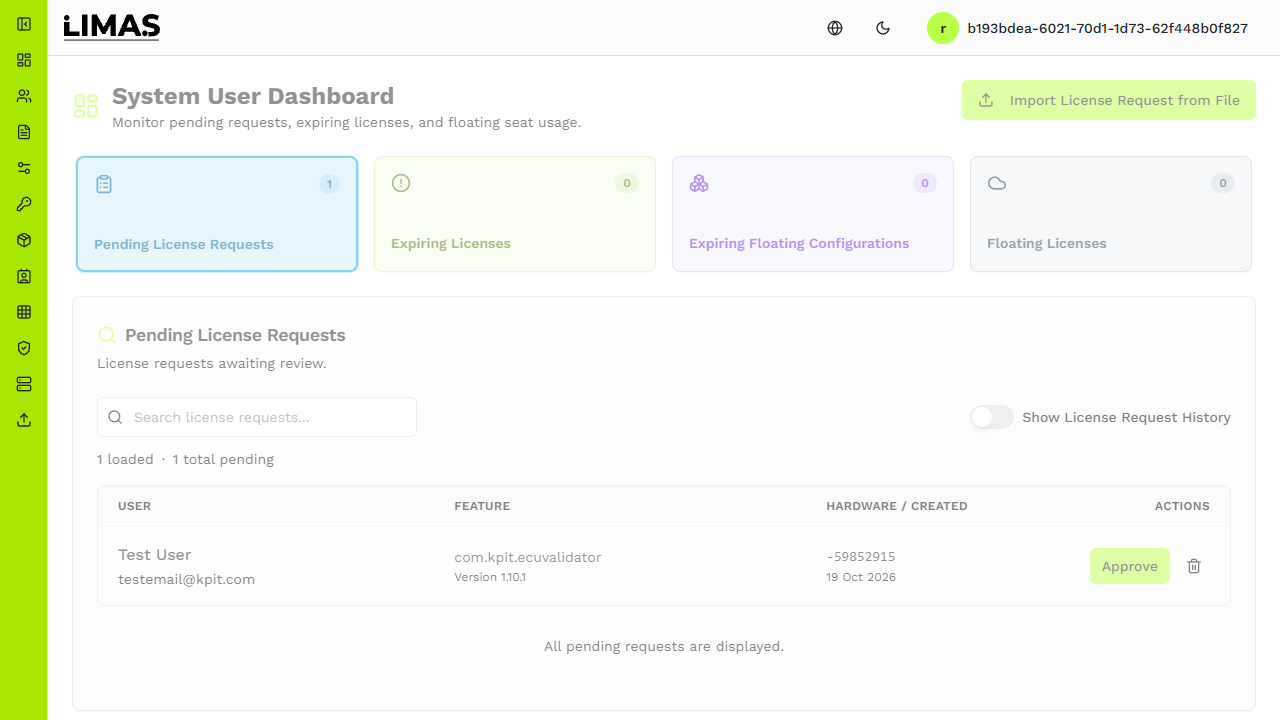 LIMAS
r
b193bdea-6021-70d1-1d73-62f448b0f827
System User Dashboard
Monitor pending requests, expiring licenses, and floating seat usage.
Import License Request from File
1
Pending License Requests
0
Expiring Licenses
0
Expiring Floating Configurations
0
Floating Licenses
Pending License Requests
License requests awaiting review.
Search license requests...
Show License Request History
1 loaded · 1 total pending
USER FEATURE HARDWARE / CREATED ACTIONS
Test User com.kpit.ecuvalidator -59852915
testemail@kpit.com Version 1.10.1 19 Oct 2026
Approve
All pending requests are displayed.